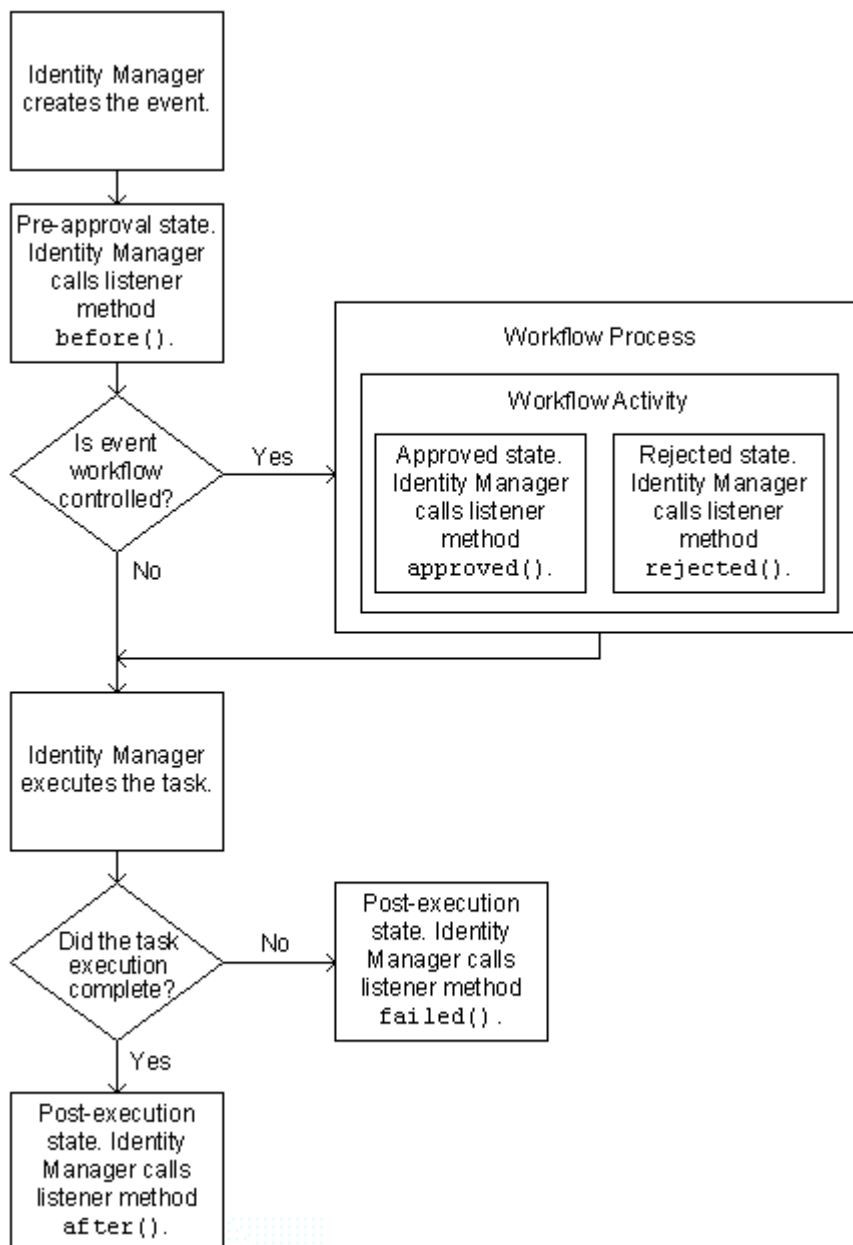 Identity Manager
creates the event.
Pre-approval state.
Identity Manager
calls listener
method
before().
Is event
workflow
controlled?
Yes
No
Workflow Process
Workflow Activity
Approved state.
Identity Manager
calls listener
method
approved().
Rejected state.
Identity Manager
calls listener
method
rejected().
Identity Manager
executes the task.
Did the task
execution
complete?
No
Yes
Post-execution
state. Identity
Manager calls
listener method
failed().
Post-execution
state. Identity
Manager calls
listener method
after().